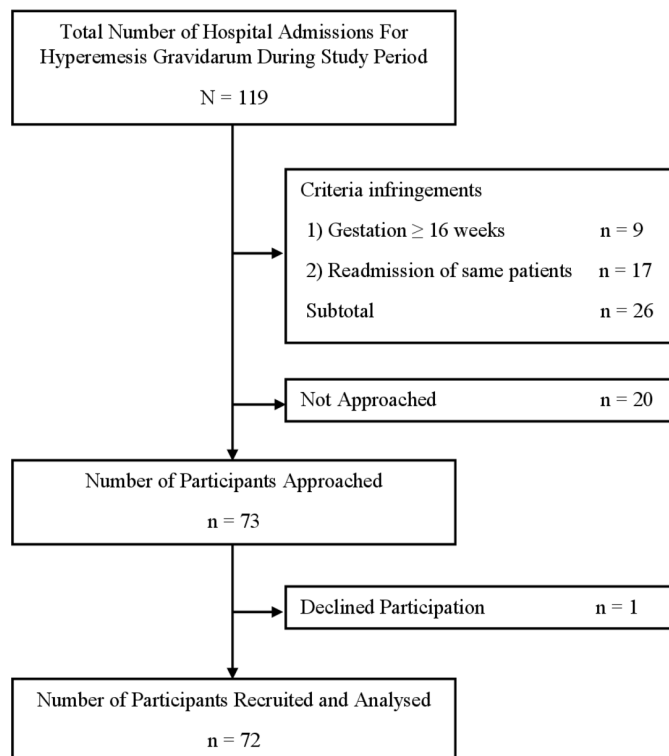 Total Number of Hospital Admissions For
Hyperemesis Gravidarum During Study Period
N = 119
Criteria infringements
1) Gestation ≥ 16 weeks n = 9
2) Readmission of same patients n = 17
Subtotal n = 26
Not Approached n = 20
Number of Participants Approached
n = 73
Declined Participation n = 1
Number of Participants Recruited and Analysed
n = 72